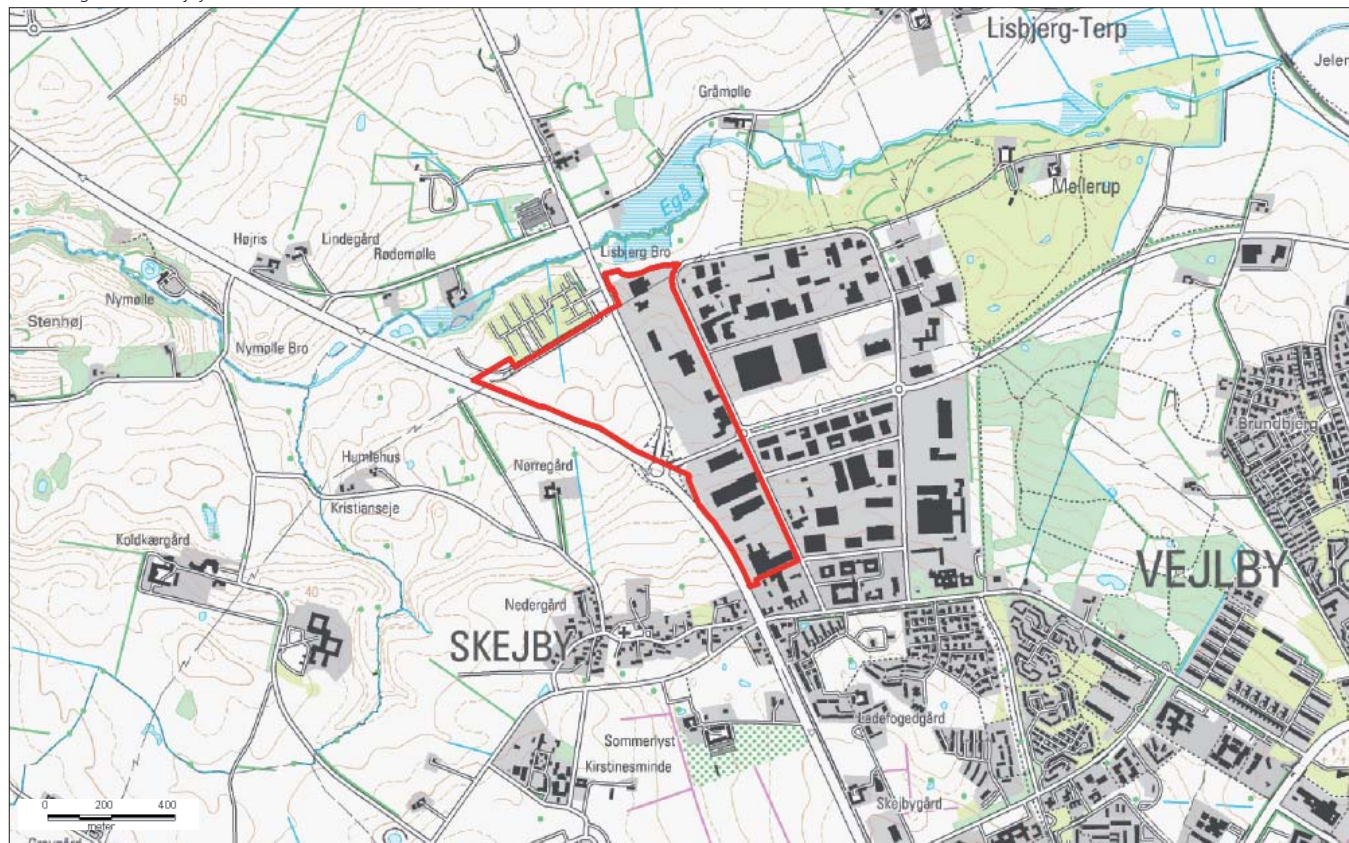 Lisbjerg-Terp
Jeler
50
Gråmølle
Mellerup
Egå
Højris
Lindegård
Rødemølle
Lisbjerg Bro
Nymølle
Stenhøj
Nymølle Bro
Brundbjerg
Humlehus
Nørregård
Kristianseje
Koldkærgård
VEJLBY
40
Nedergård
SKEJBY
Ladefogedgård
Sommerlyst
Kirstinesminde
Skejbygård
0 200 400
meter